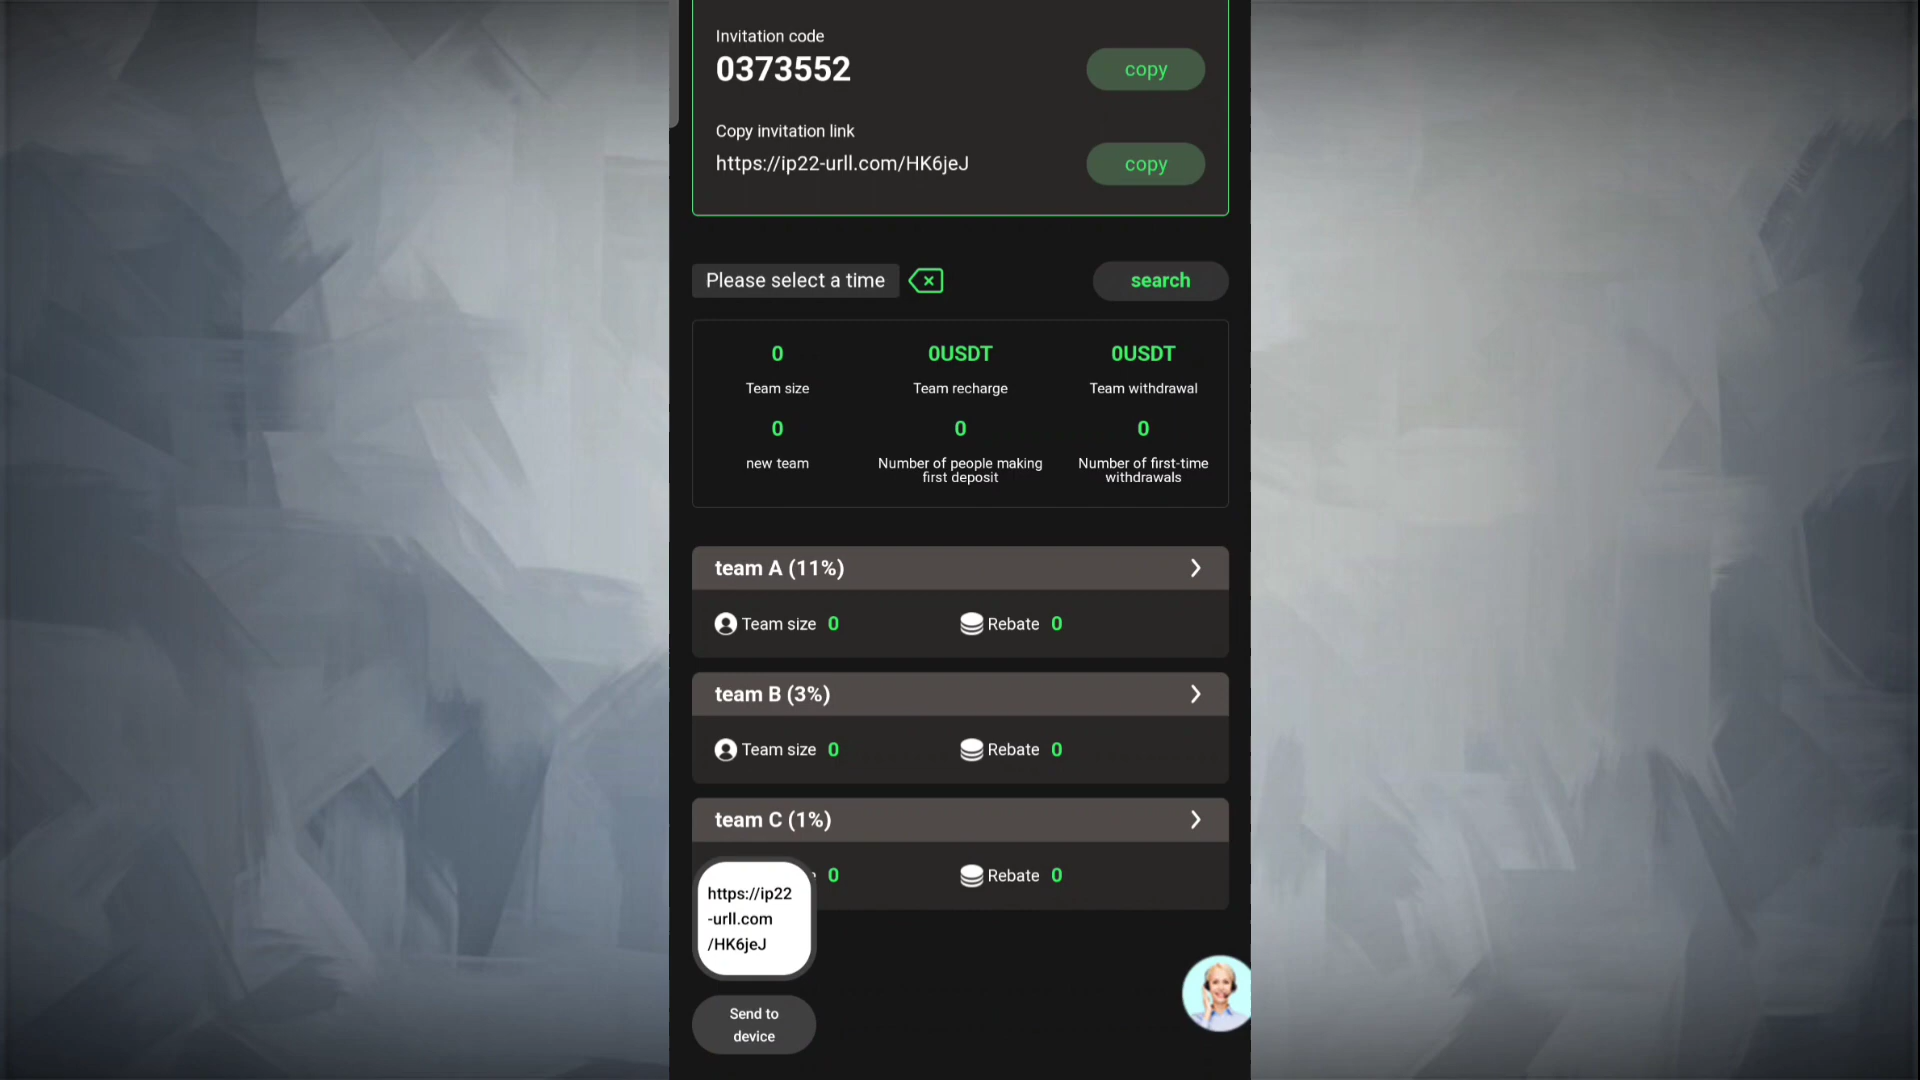 Invitation code
0373552
copy
Copy invitation link
https://ip22-urll.com/HK6jeJ
copy
Please select a time
search
0 0USDT 0USDT
Team size Team recharge Team withdrawal
0 0 0
new team Number of people making first deposit Number of first-time withdrawals
team A (11%)
Team size 0 Rebate 0
team B (3%)
Team size 0 Rebate 0
team C (1%)
0 Rebate 0
https://ip22
-urll.com
/HK6jeJ
Send to
device